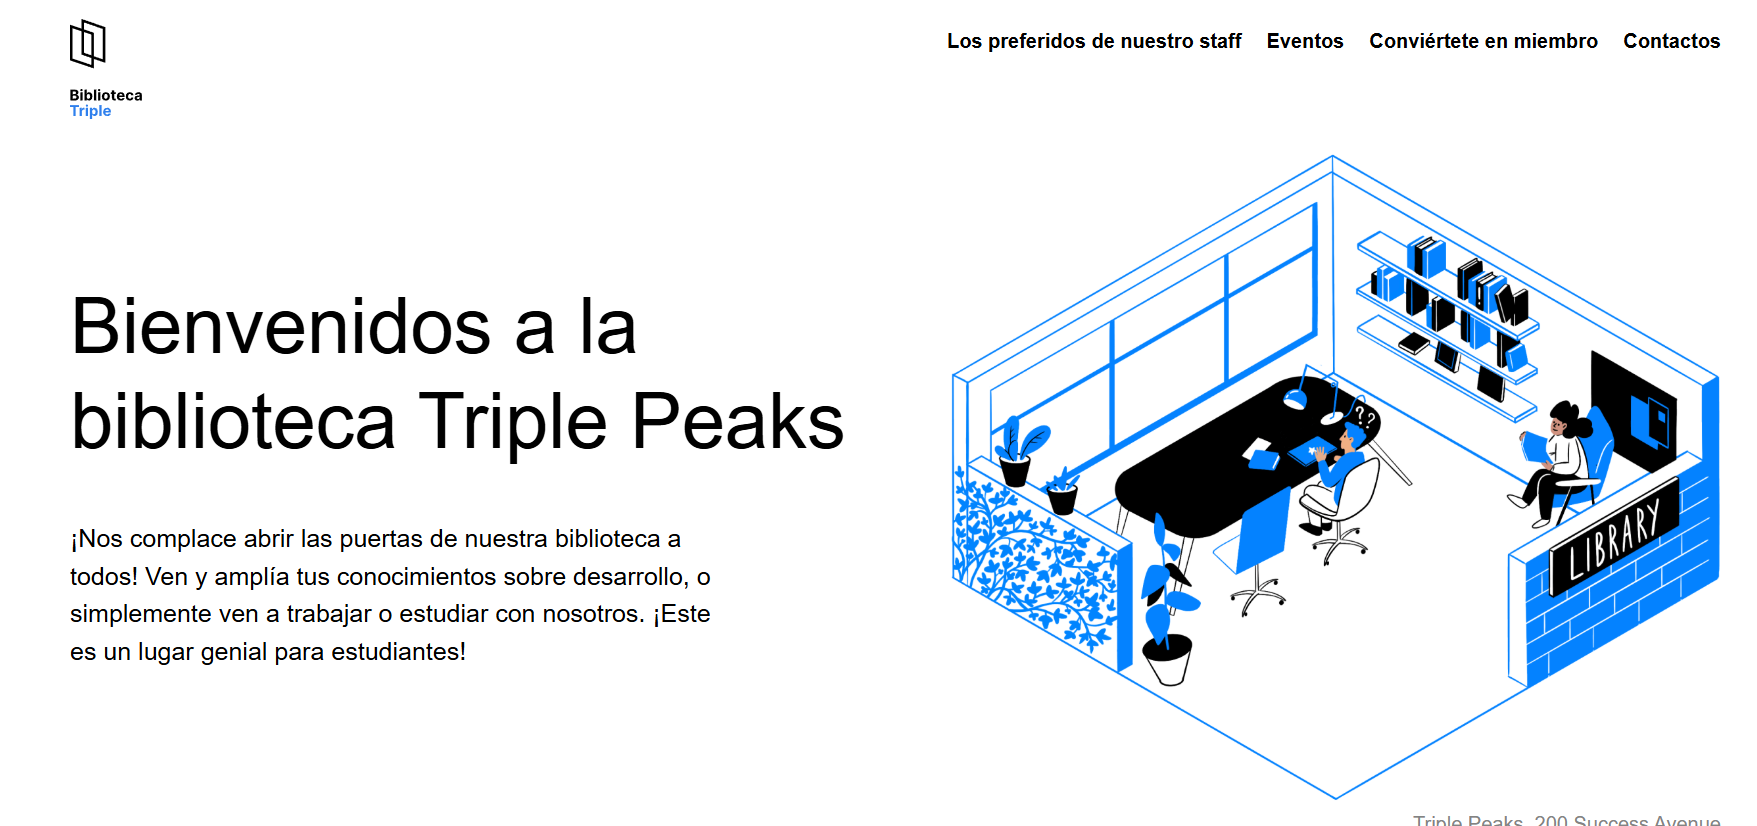 Biblioteca
Triple
Los preferidos de nuestro staff Eventos Conviértete en miembro Contactos
Bienvenidos a la
biblioteca Triple Peaks
¡Nos complace abrir las puertas de nuestra biblioteca a
todos! Ven y amplía tus conocimientos sobre desarrollo, o
simplemente ven a trabajar o estudiar con nosotros. ¡Este
es un lugar genial para estudiantes!
??
LIBRARY
Triple Peaks, 200 Success Avenue